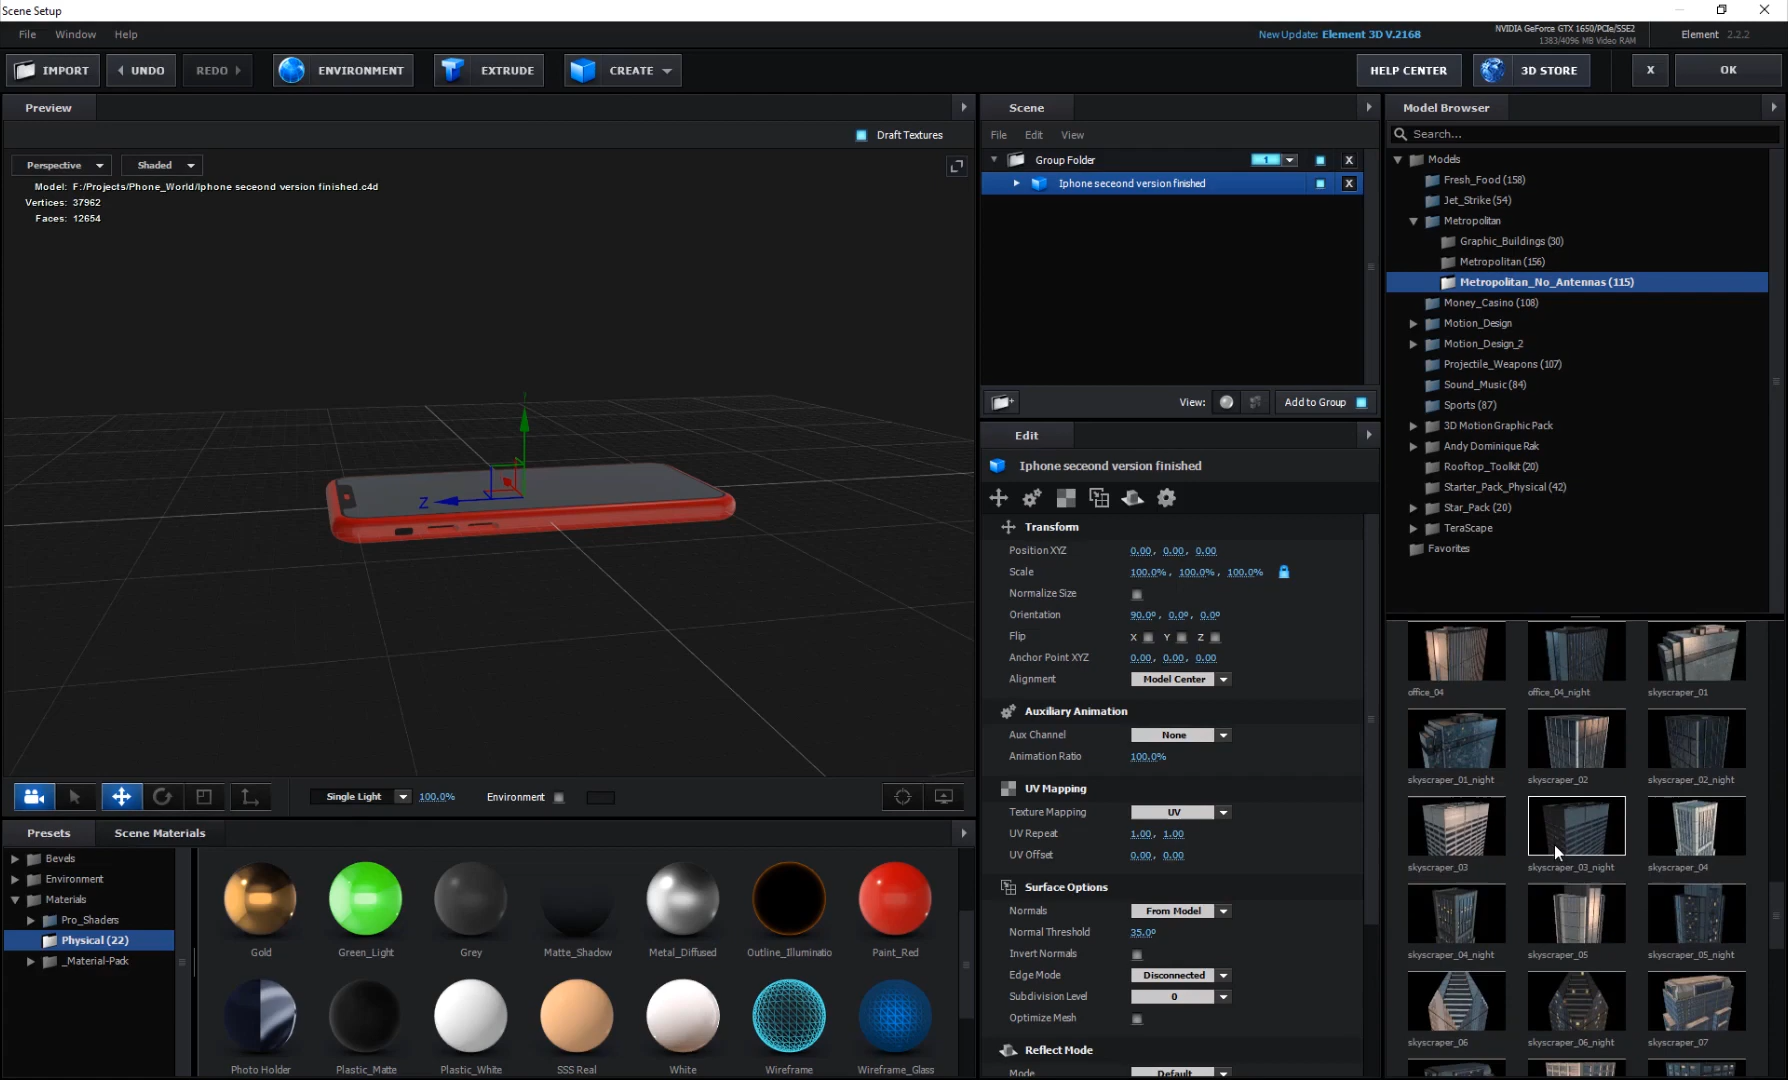 Scene Setup
File Window Help
New Update: Element 3D V.2168
NVIDIA GeForce GTX 1650/PCIe/SSE2
1383/4096 MB Video RAM
Element 2.2.2
IMPORT
UNDO
REDO
ENVIRONMENT
EXTRUDE
CREATE
HELP CENTER
3D STORE
X
OK
Preview
Draft Textures
Perspective
Shaded
Model: F:/Projects/Phone_World/Iphone seceond version finished.c4d
Vertices: 37962
Faces: 12654
Z
Single Light
100.0%
Environment
Presets
Scene Materials
Bevels
Environment
Materials
Pro_Shaders
Physical (22)
_Material-Pack
Gold
Green_Light
Grey
Matte_Shadow
Metal_Diffused
Outline_Illuminatio
Paint_Red
Photo Holder
Plastic_Matte
Plastic_White
SSS Real
White
Wireframe
Wireframe_Glass
Scene
File Edit View
Group Folder
1
X
Iphone seceond version finished
X
View:
Add to Group
Edit
Iphone seceond version finished
Transform
Position XYZ 0.00, 0.00, 0.00
Scale 100.0%, 100.0%, 100.0%
Normalize Size
Orientation 90.0º, 0.0º, 0.0º
Flip X Y Z
Anchor Point XYZ 0.00, 0.00, 0.00
Alignment Model Center
Auxiliary Animation
Aux Channel None
Animation Ratio 100.0%
UV Mapping
Texture Mapping UV
UV Repeat 1.00, 1.00
UV Offset 0.00, 0.00
Surface Options
Normals From Model
Normal Threshold 35.0º
Invert Normals
Edge Mode Disconnected
Subdivision Level 0
Optimize Mesh
Reflect Mode
Mode Default
Model Browser
Search...
Models
Fresh_Food (158)
Jet_Strike (54)
Metropolitan
Graphic_Buildings (30)
Metropolitan (156)
Metropolitan_No_Antennas (115)
Money_Casino (108)
Motion_Design
Motion_Design_2
Projectile_Weapons (107)
Sound_Music (84)
Sports (87)
3D MotionGraphic Pack
Andy Dominique Rak
Rooftop_Toolkit (20)
Starter_Pack_Physical (42)
Star_Pack (20)
TeraScape
Favorites
office_04
office_04_night
skyscraper_01
skyscraper_01_night
skyscraper_02
skyscraper_02_night
skyscraper_03
skyscraper_03_night
skyscraper_04
skyscraper_04_night
skyscraper_05
skyscraper_05_night
skyscraper_06
skyscraper_06_night
skyscraper_07